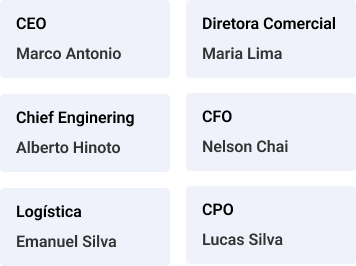 CEO
Marco Antonio
Diretora Comercial
Maria Lima
Chief Enginering
Alberto Hinoto
CFO
Nelson Chai
Logística
Emanuel Silva
CPO
Lucas Silva